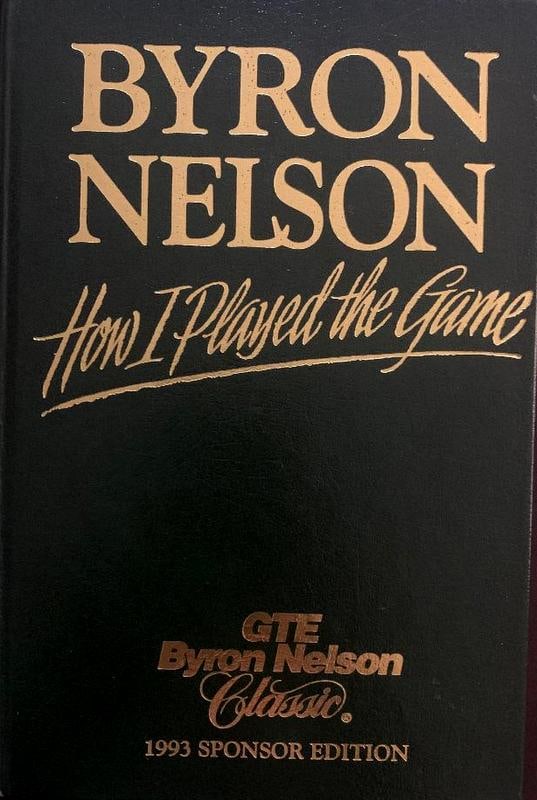 BYRON
NELSON
How I Played the Game
GTE
Byron Nelson
Classic®
1993 SPONSOR EDITION